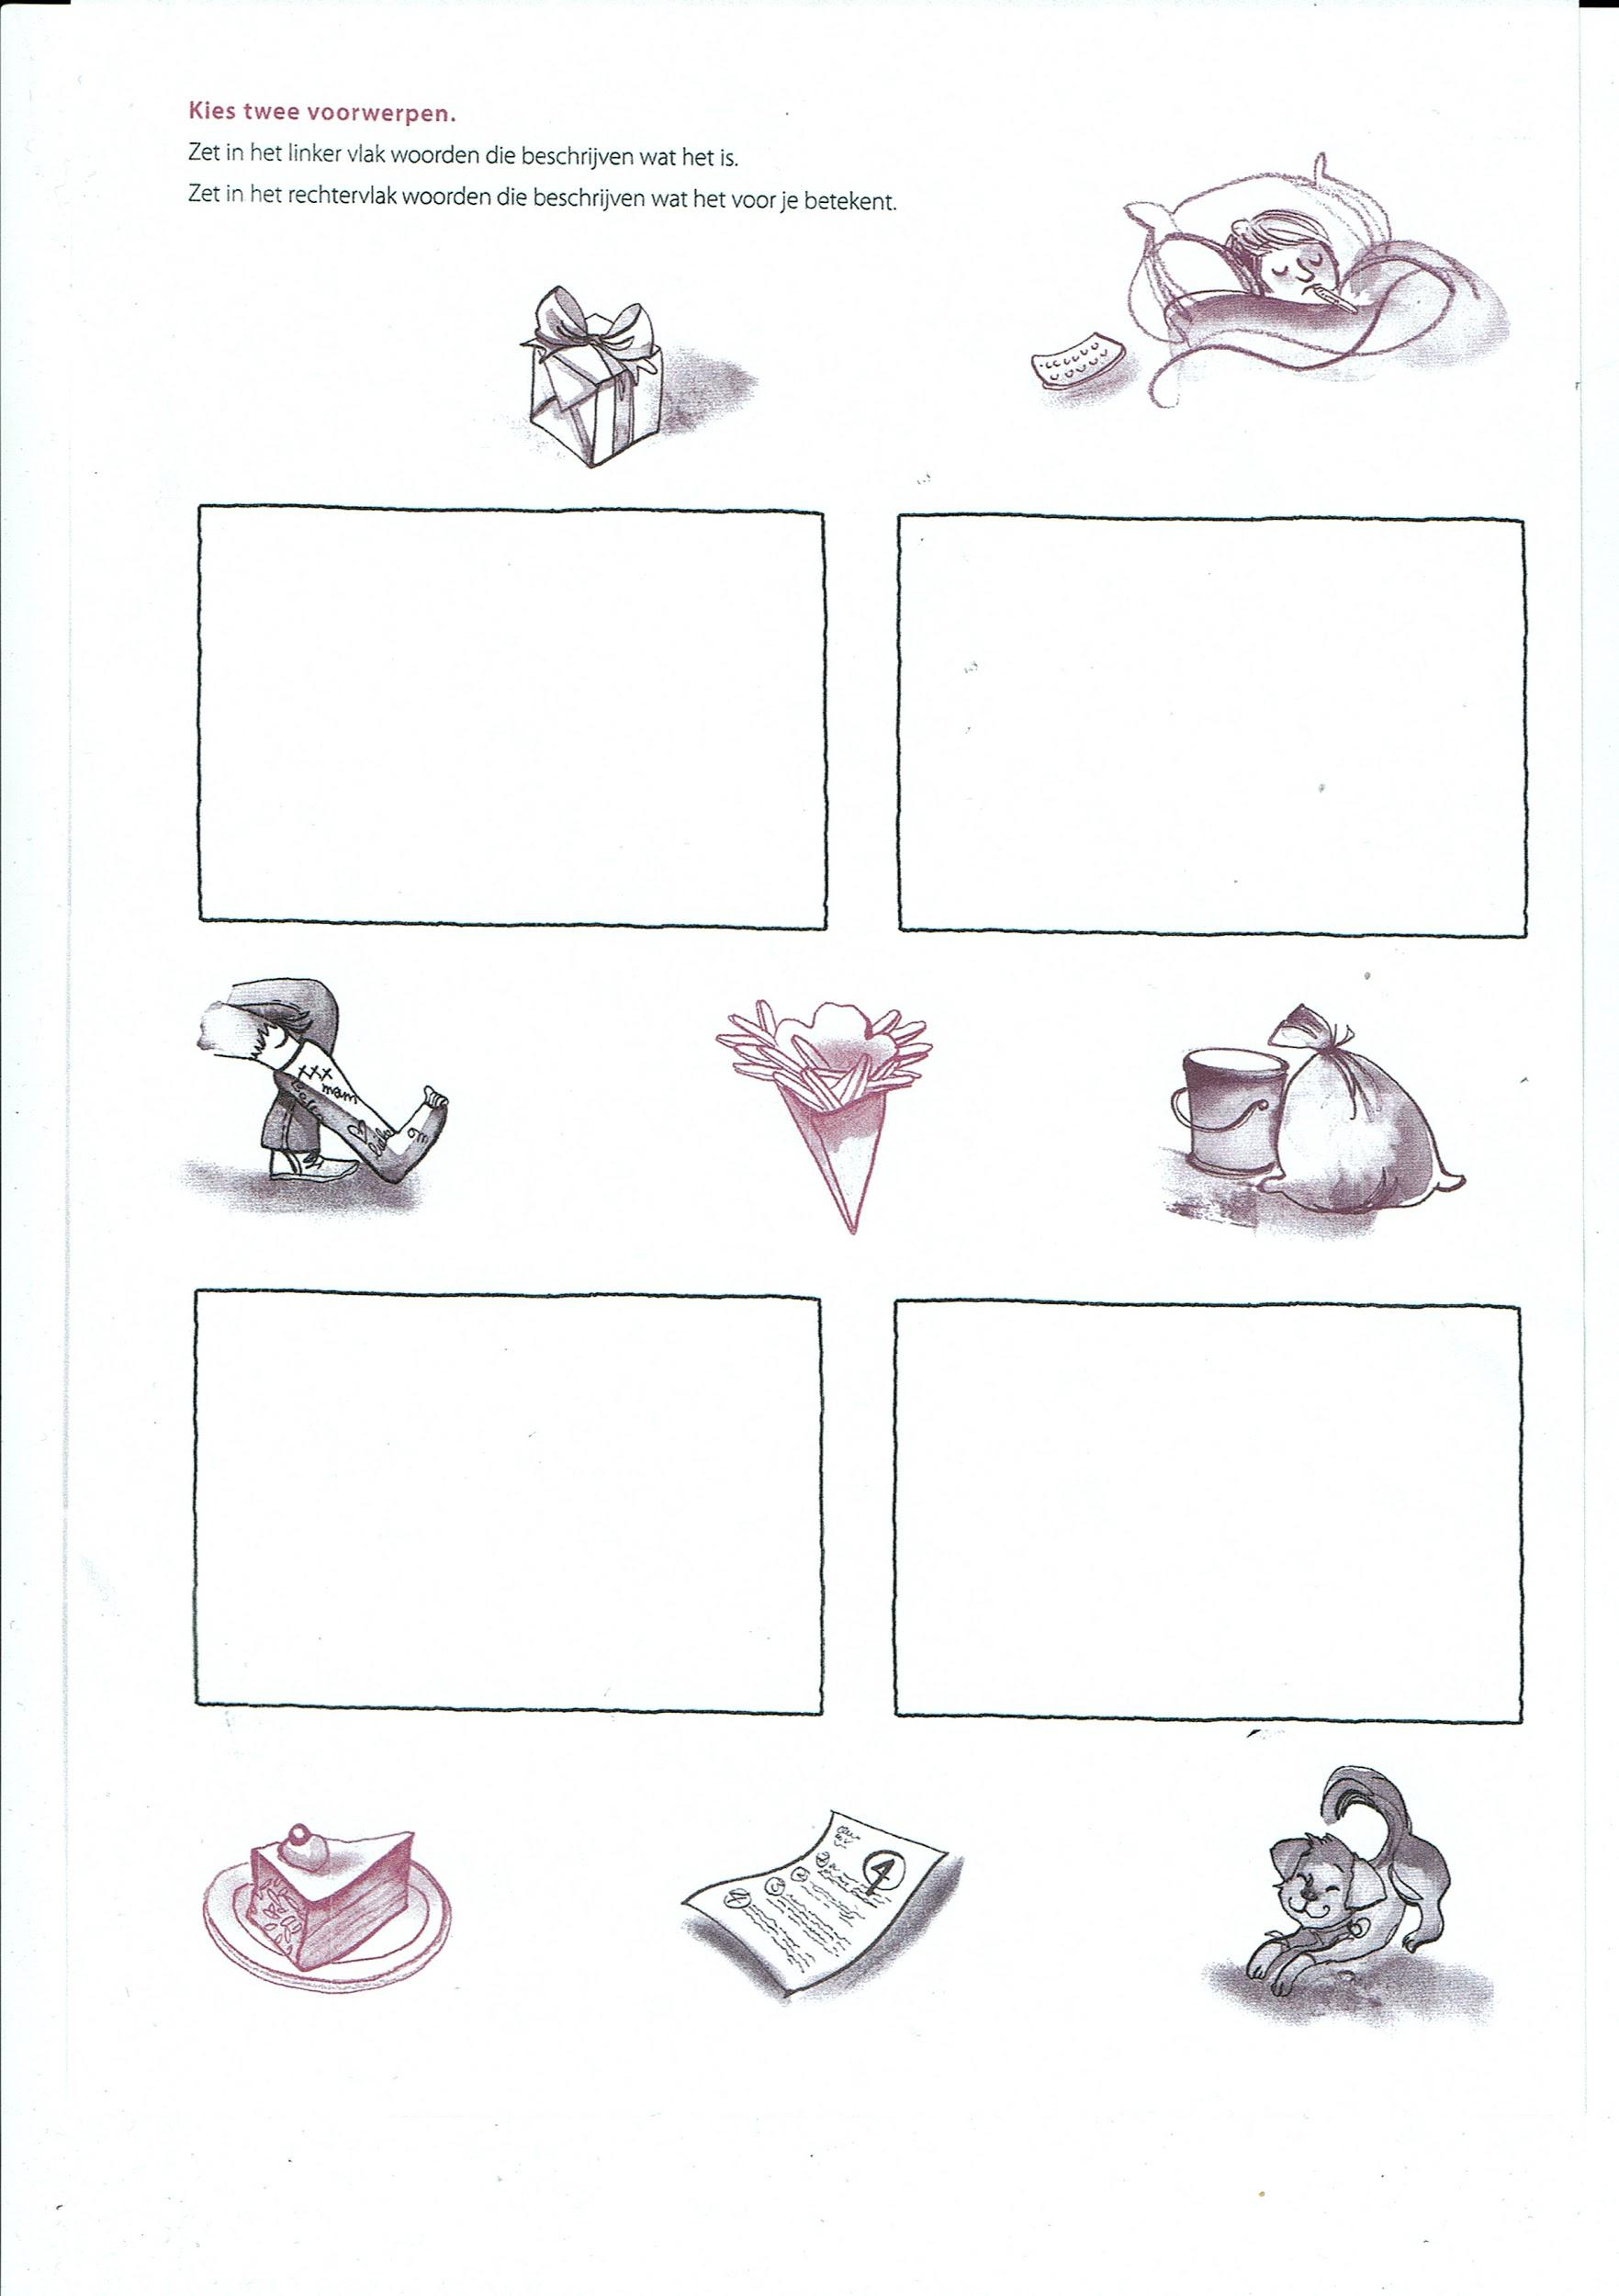 Kies twee voorwerpen.
Zet in het linker vlak woorden die beschrijven wat het is.
Zet in het rechtervlak woorden die beschrijven wat het voor je betekent.
xxx
mam
4